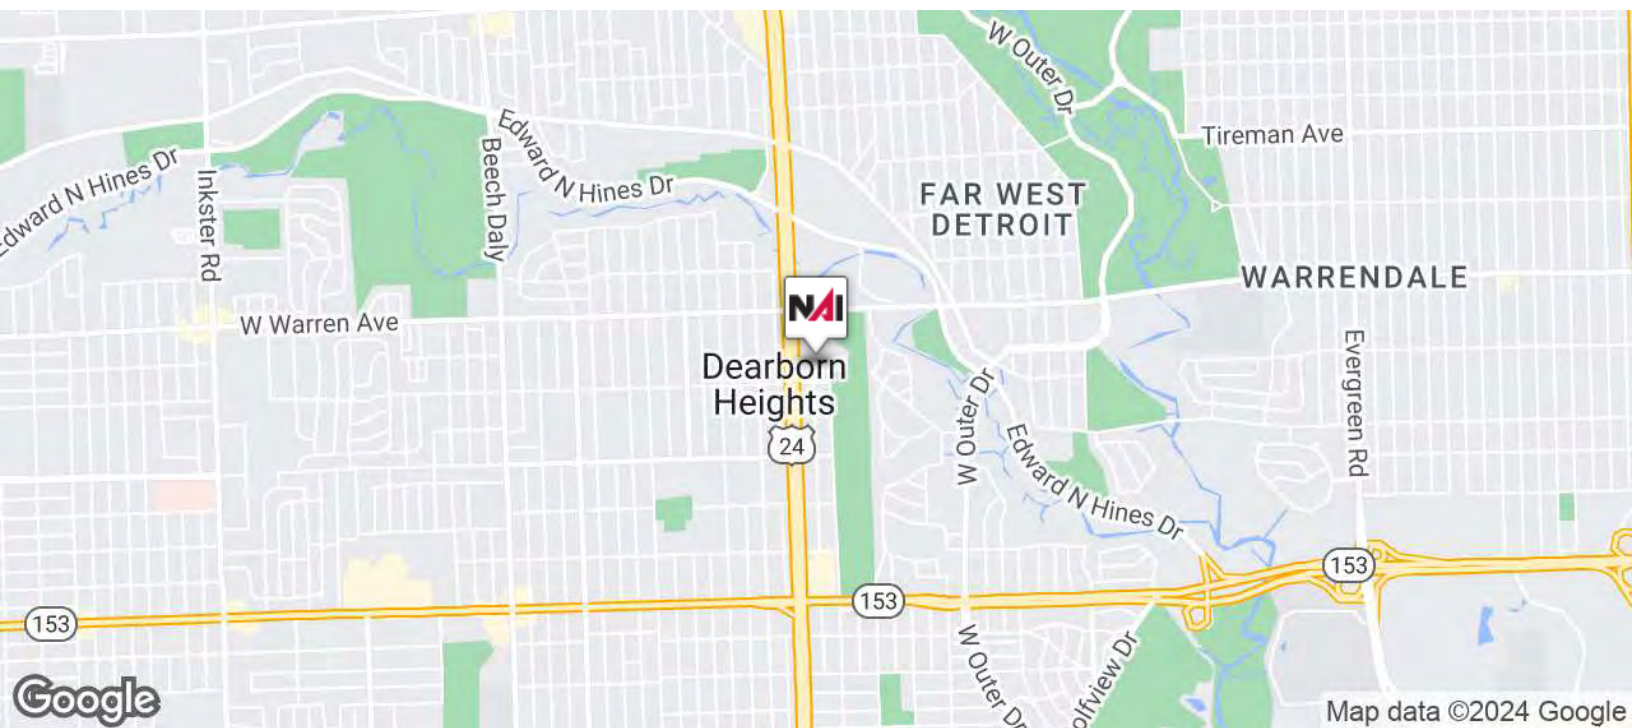 W Outer Dr
Tireman Ave
Edward N Hines Dr
Edward N Hines Dr
Beech Daly
Inkster Rd
FAR WEST
DETROIT
WARRENDALE
NAI
W Warren Ave
Dearborn
Heights
24
W Outer Dr
Evergreen Rd
Edward N Hines Dr
153
153
153
W Outer Dr
olfview Dr
Google
Map data ©2024 Google